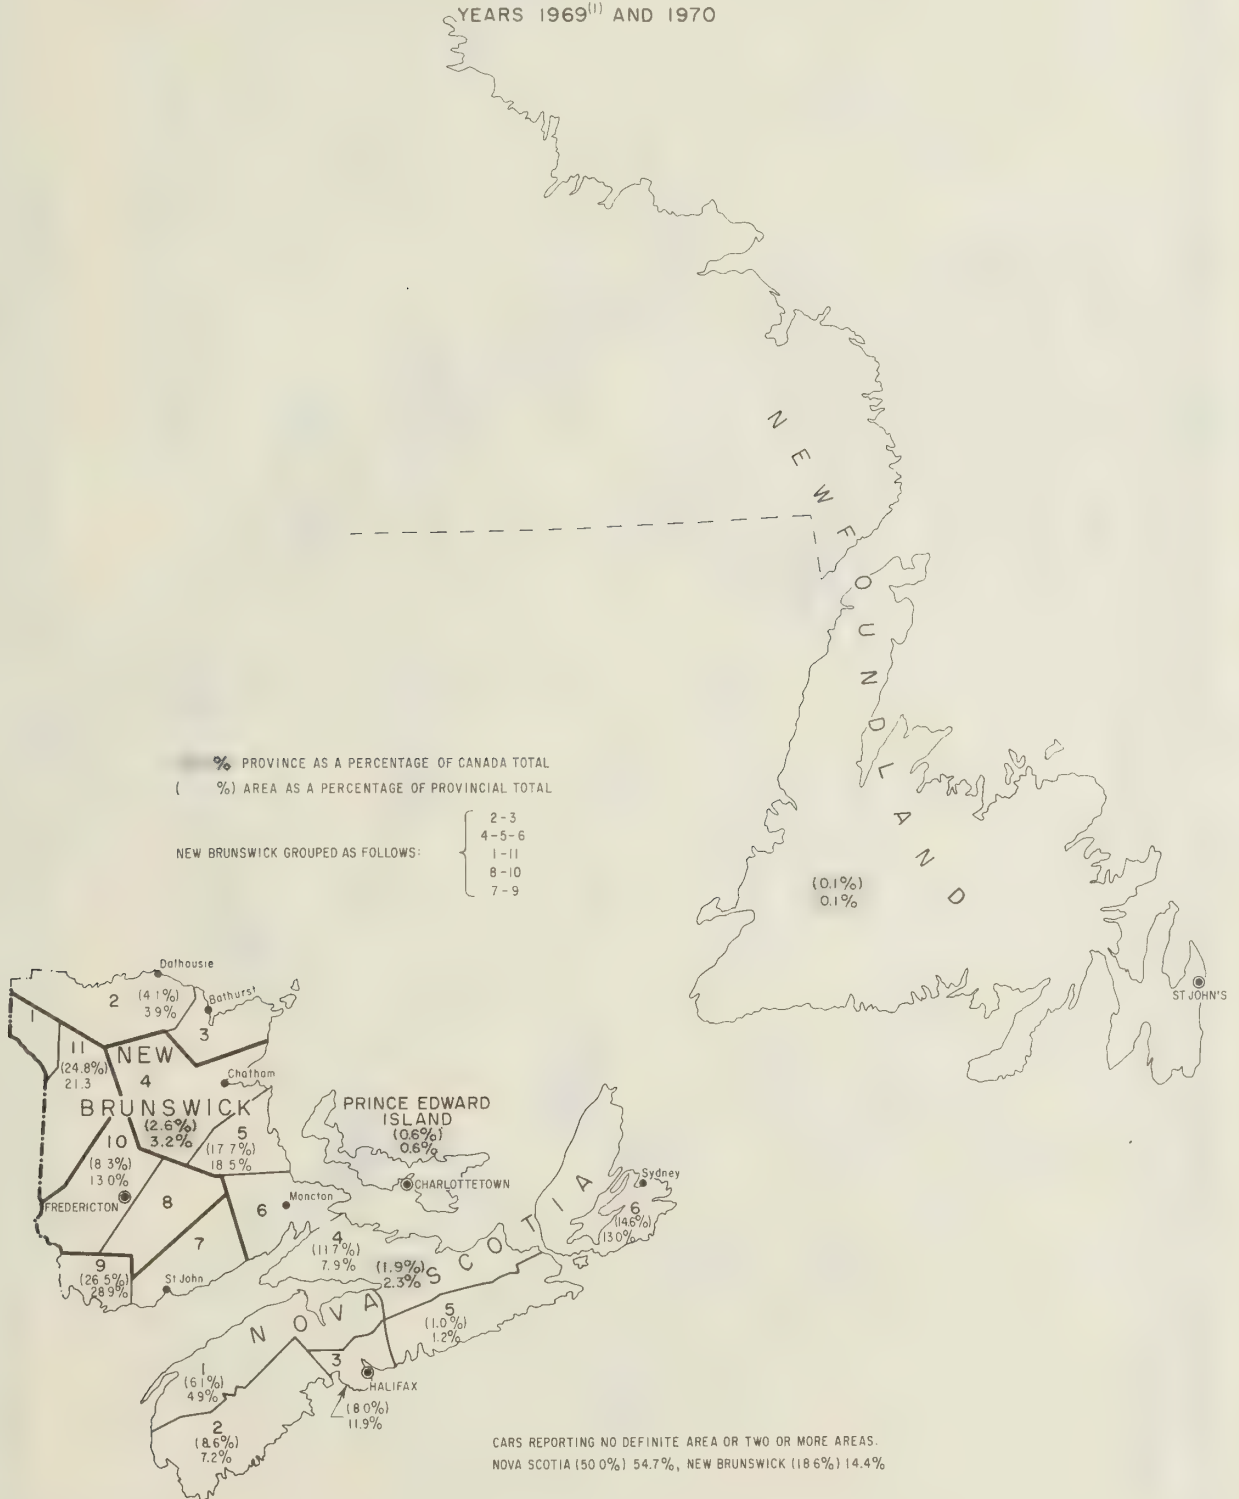 YEARS 1969(1) AND 1970
NEWFOUNDLAND
% PROVINCE AS A PERCENTAGE OF CANADA TOTAL
( %) AREA AS A PERCENTAGE OF PROVINCIAL TOTAL
NEW BRUNSWICK GROUPED AS FOLLOWS:
2-3
4-5-6
1-11
8-10
7-9
(0.1%)
0.1%
ST JOHN'S
Dalhousie
2
(4.1%)
3.9%
Bathurst
1
3
11
(24.8%)
21.3
NEW
4
Chatham
BRUNSWICK
(2.6%)
3.2%
5
(17.7%)
18.5%
10
(8.3%)
13.0%
FREDERICTON
8
6
Moncton
7
9
(26.5%)
28.9%
St John
PRINCE EDWARD
ISLAND
(0.6%)
0.6%
CHARLOTTETOWN
Sydney
6
(14.6%)
13.0%
4
(11.7%)
7.9%
(1.9%)
2.3%
NOVA SCOTIA
5
(1.0%)
1.2%
3
HALIFAX
(8.0%)
11.9%
1
(6.1%)
4.9%
2
(8.6%)
7.2%
CARS REPORTING NO DEFINITE AREA OR TWO OR MORE AREAS.
NOVA SCOTIA (50.0%) 54.7%, NEW BRUNSWICK (18.6%) 14.4%